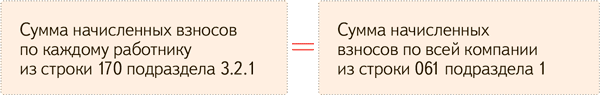 Сумма начисленных взносов
по каждому работнику
из строки 170 подраздела 3.2.1
=
Сумма начисленных
взносов по всей компании
из строки 061 подраздела 1